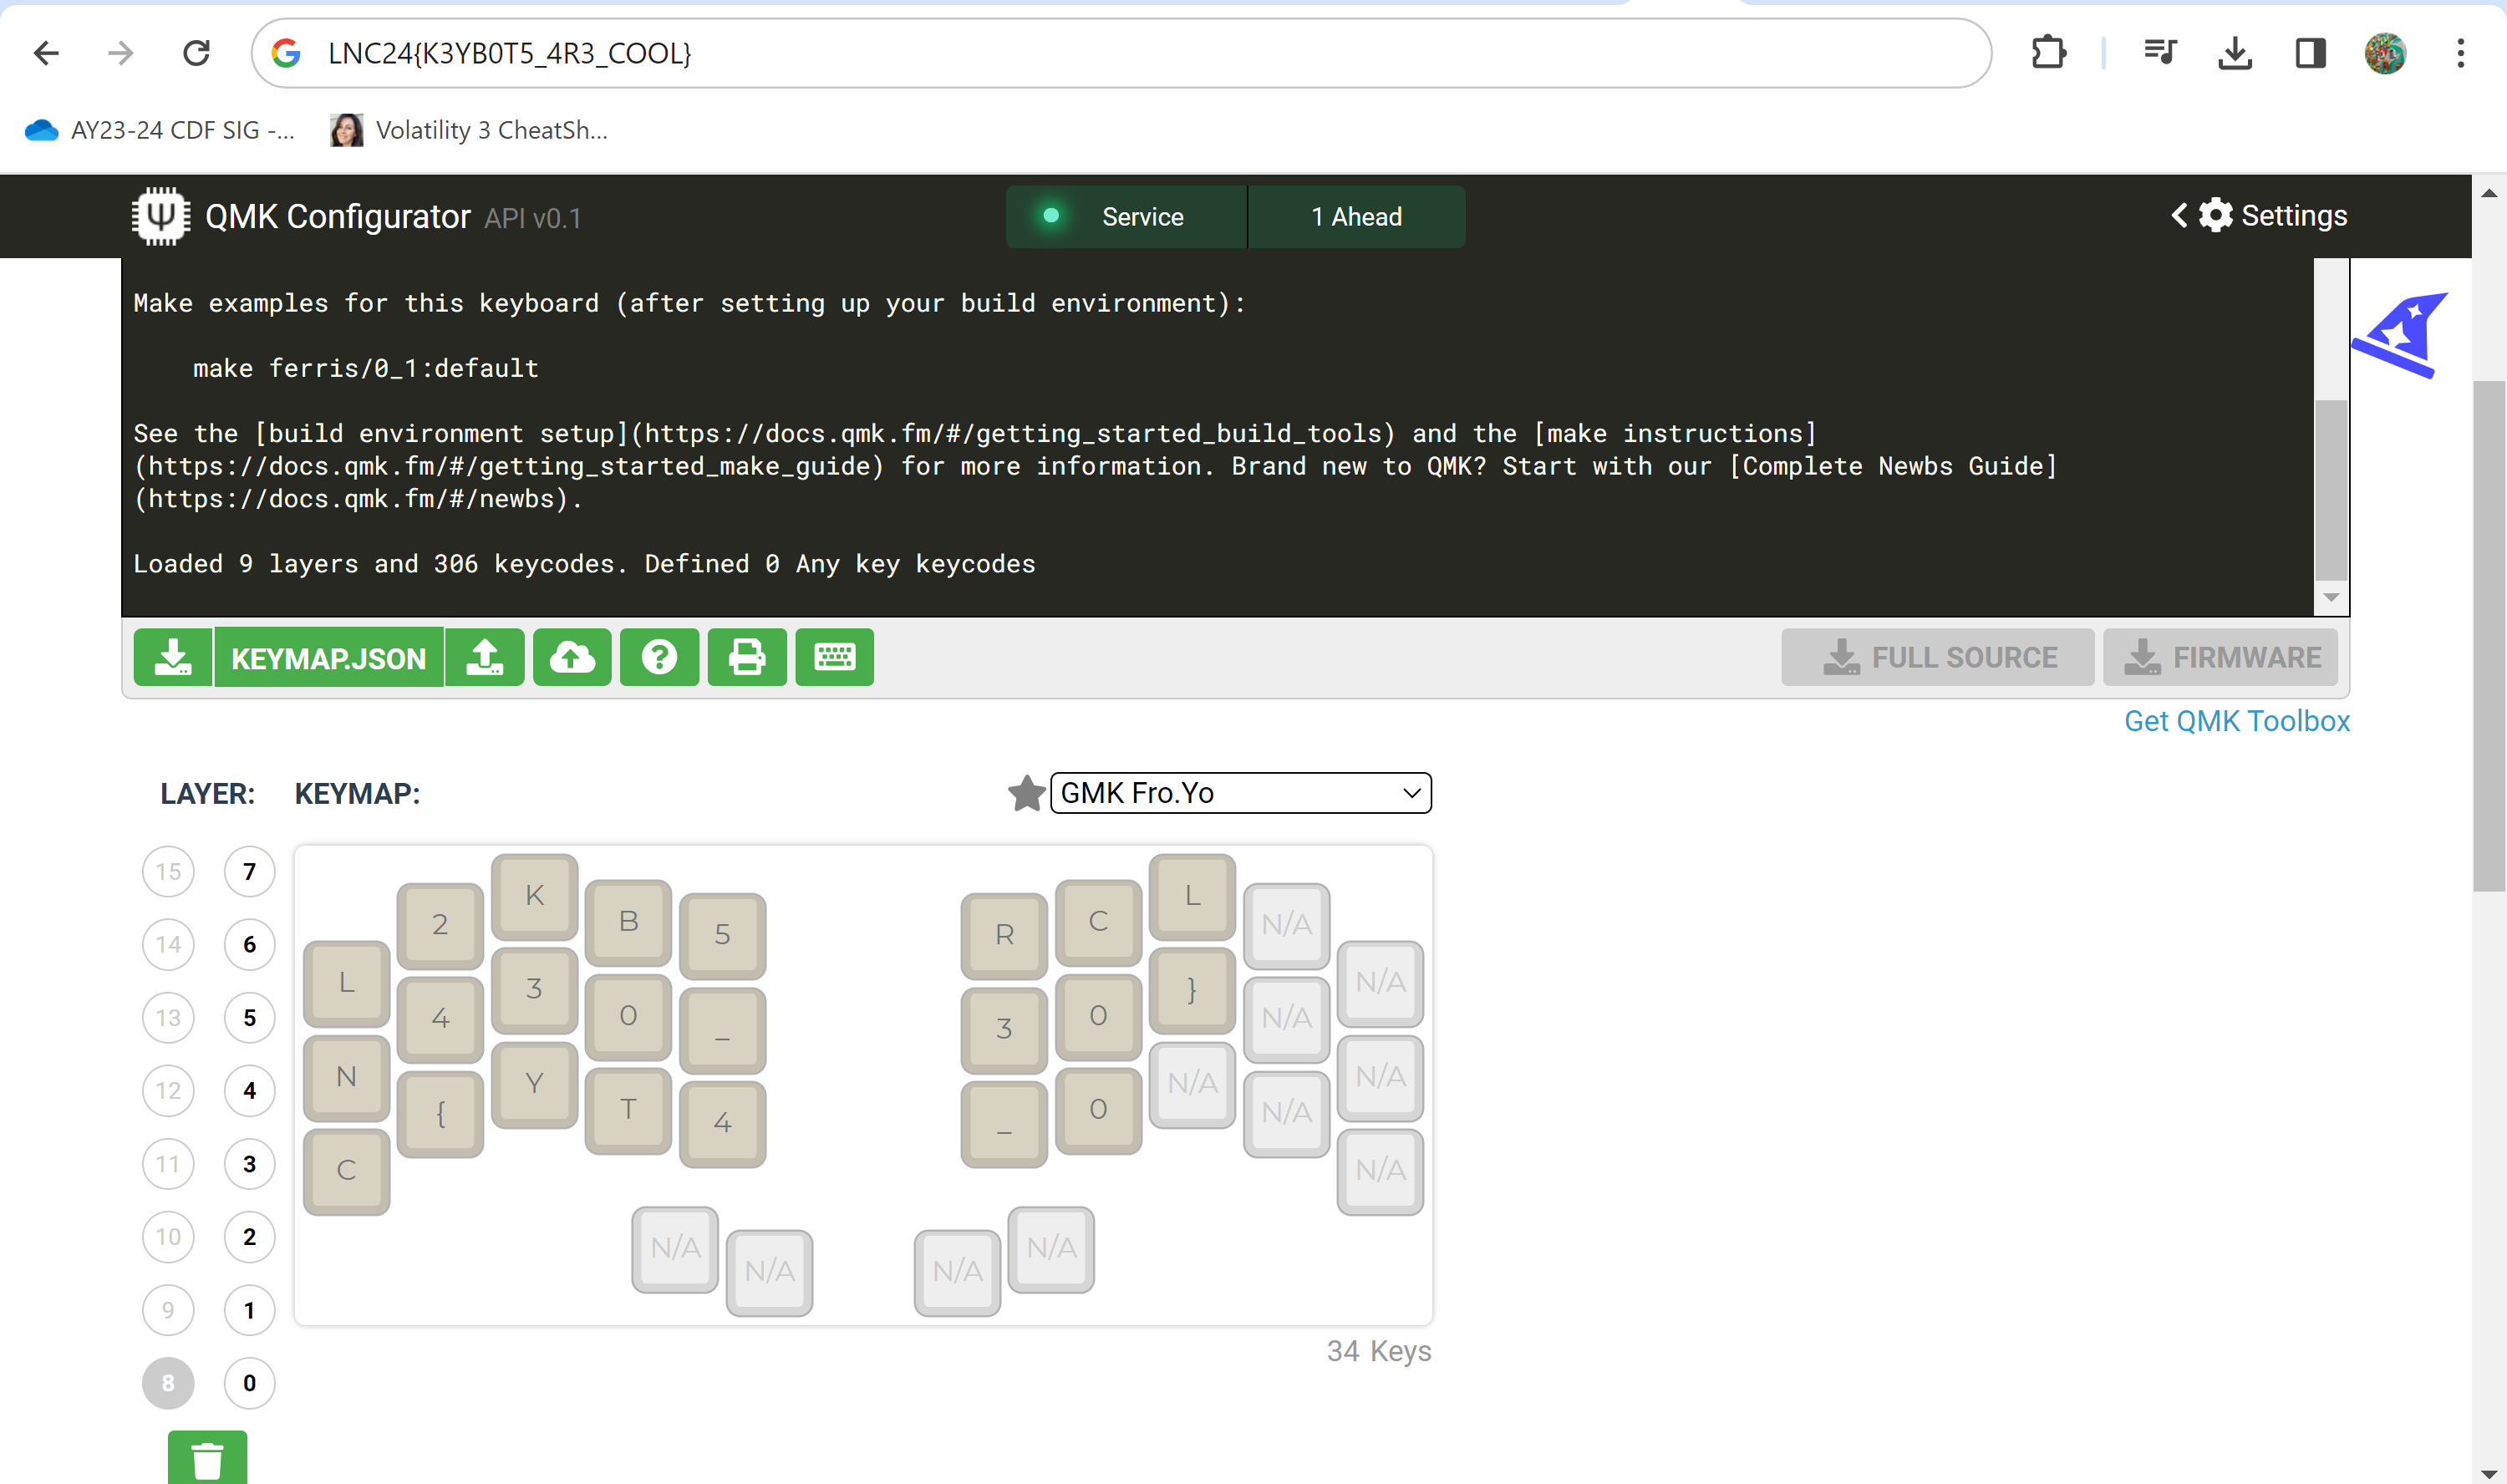 LNC24{K3YB0T5_4R3_COOL}
AY23-24 CDF SIG -...
Volatility 3 CheatSh...
QMK Configurator API v0.1
Service
1 Ahead
Settings
Make examples for this keyboard (after setting up your build environment):
make ferris/0_1:default
See the [build environment setup](https://docs.qmk.fm/#/getting_started_build_tools) and the [make instructions]
(https://docs.qmk.fm/#/getting_started_make_guide) for more information. Brand new to QMK? Start with our [Complete Newbs Guide]
(https://docs.qmk.fm/#/newbs).
Loaded 9 layers and 306 keycodes. Defined 0 Any key keycodes
KEYMAP.JSON
FULL SOURCE
FIRMWARE
Get QMK Toolbox
LAYER:
KEYMAP:
GMK Fro.Yo
15 7
14 6
13 5
12 4
11 3
10 2
9 1
8 0
L
N
C
2
4
{
K
3
Y
B
0
T
5
_
4
R
3
_
C
0
0
L
}
N/A
N/A
N/A
N/A
N/A
N/A
N/A
N/A
N/A
N/A
N/A
34 Keys